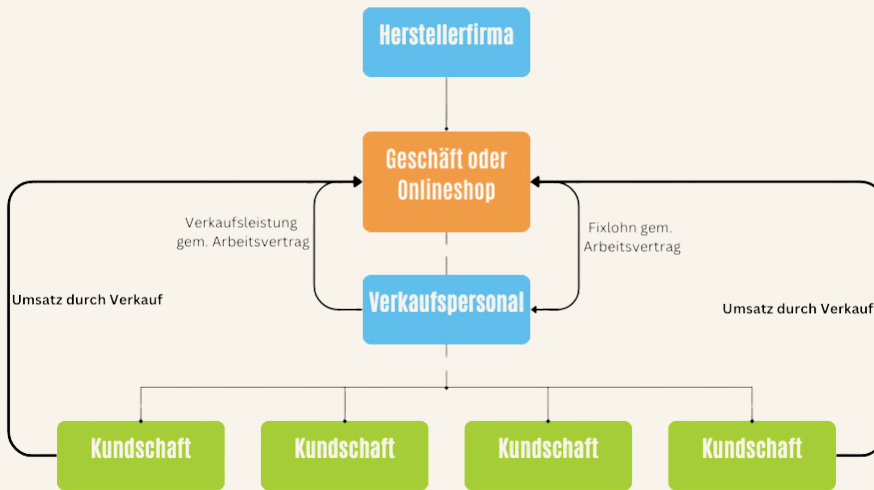 Herstellerfirma
Geschäft oder
Onlineshop
Verkaufsleistung
gem. Arbeitsvertrag
Fixlohn gem.
Arbeitsvertrag
Umsatz durch Verkauf
Verkaufspersonal
Umsatz durch Verkauf
Kundschaft
Kundschaft
Kundschaft
Kundschaft